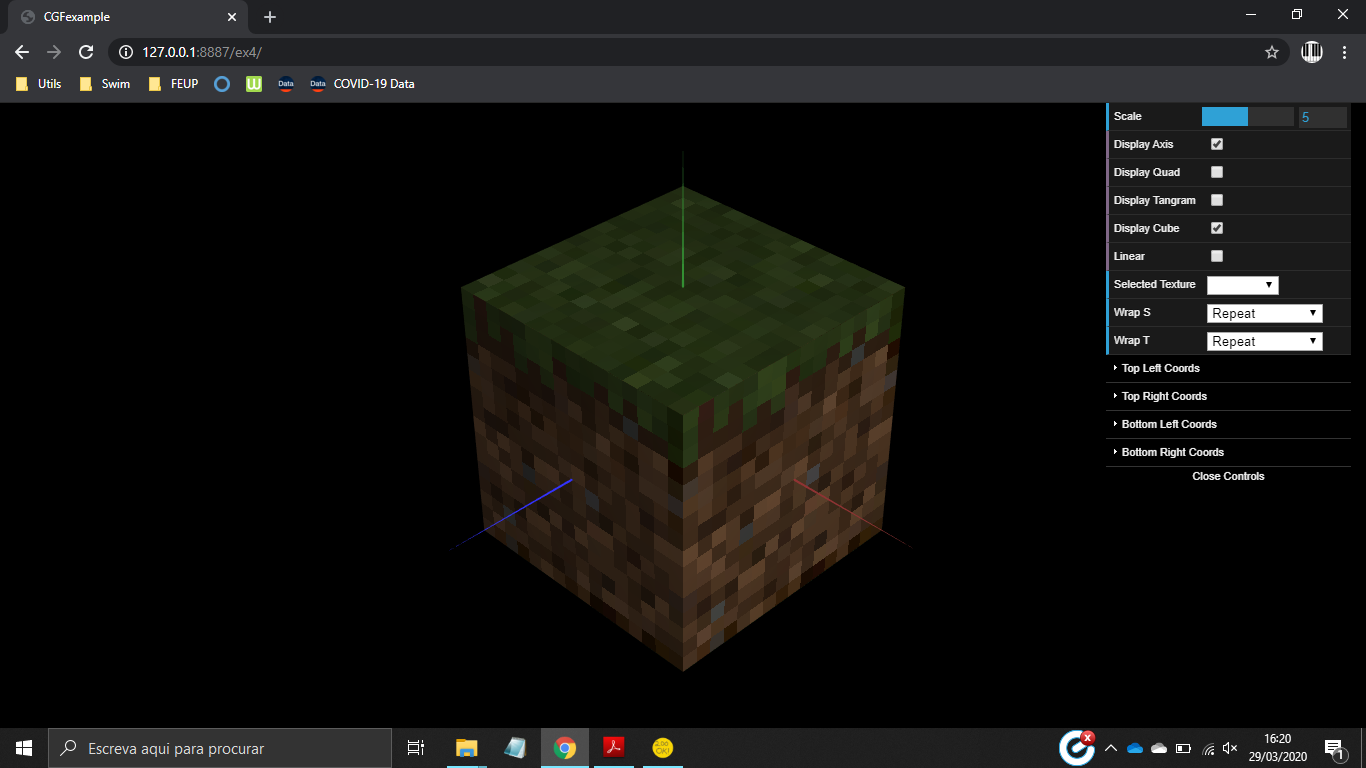 CGFexample
127.0.0.1:8887/ex4/
Utils Swim FEUP W Data Data COVID-19 Data
Scale 5
Display Axis
Display Quad
Display Tangram
Display Cube
Linear
Selected Texture
Wrap S Repeat
Wrap T Repeat
Top Left Coords
Top Right Coords
Bottom Left Coords
Bottom Right Coords
Close Controls
Escreva aqui para procurar
16:20
29/03/2020
1